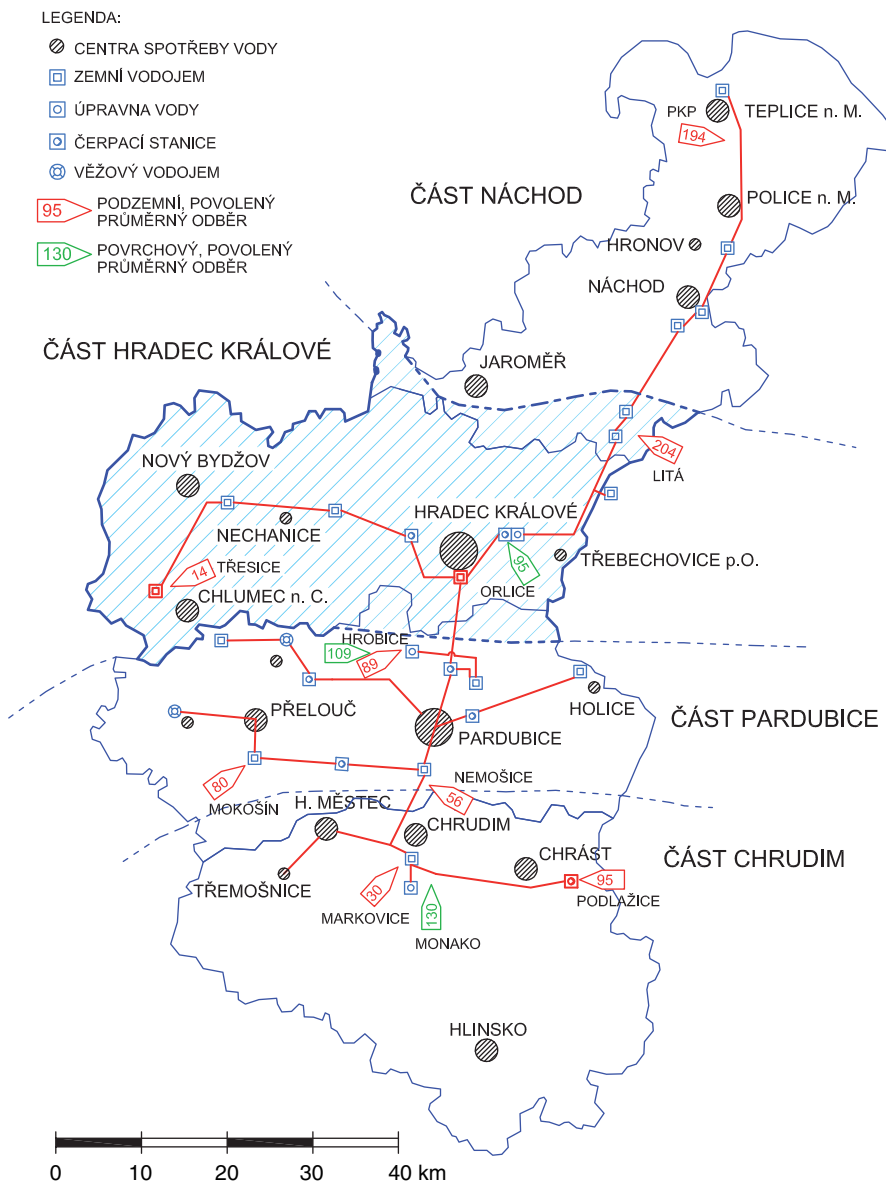 LEGENDA:
CENTRA SPOTŘEBY VODY
ZEMNÍ VODOJEM
ÚPRAVNA VODY
ČERPACÍ STANICE
VĚŽOVÝ VODOJEM
95 PODZEMNÍ, POVOLENÝ
PRŮMĚRNÝ ODBĚR
130 POVRCHOVÝ, POVOLENÝ
PRŮMĚRNÝ ODBĚR
PKP
TEPLICE n. M.
194
ČÁST NÁCHOD
POLICE n. M.
HRONOV
NÁCHOD
ČÁST HRADEC KRÁLOVÉ
JAROMĚŘ
204
LITÁ
NOVÝ BYDŽOV
NECHANICE
HRADEC KRÁLOVÉ
TŘEBECHOVICE p.O.
95
ORLICE
14
TŘESICE
CHLUMEC n. C.
HROBICE
109
89
HOLICE
PŘELOUČ
PARDUBICE
ČÁST PARDUBICE
80
MOKOŠÍN
NEMOŠICE
56
H. MĚSTEC
CHRUDIM
CHRÁST
ČÁST CHRUDIM
TŘEMOŠNICE
30
MARKOVICE
130
MONAKO
95
PODLAŽICE
HLINSKO
0 10 20 30 40 km